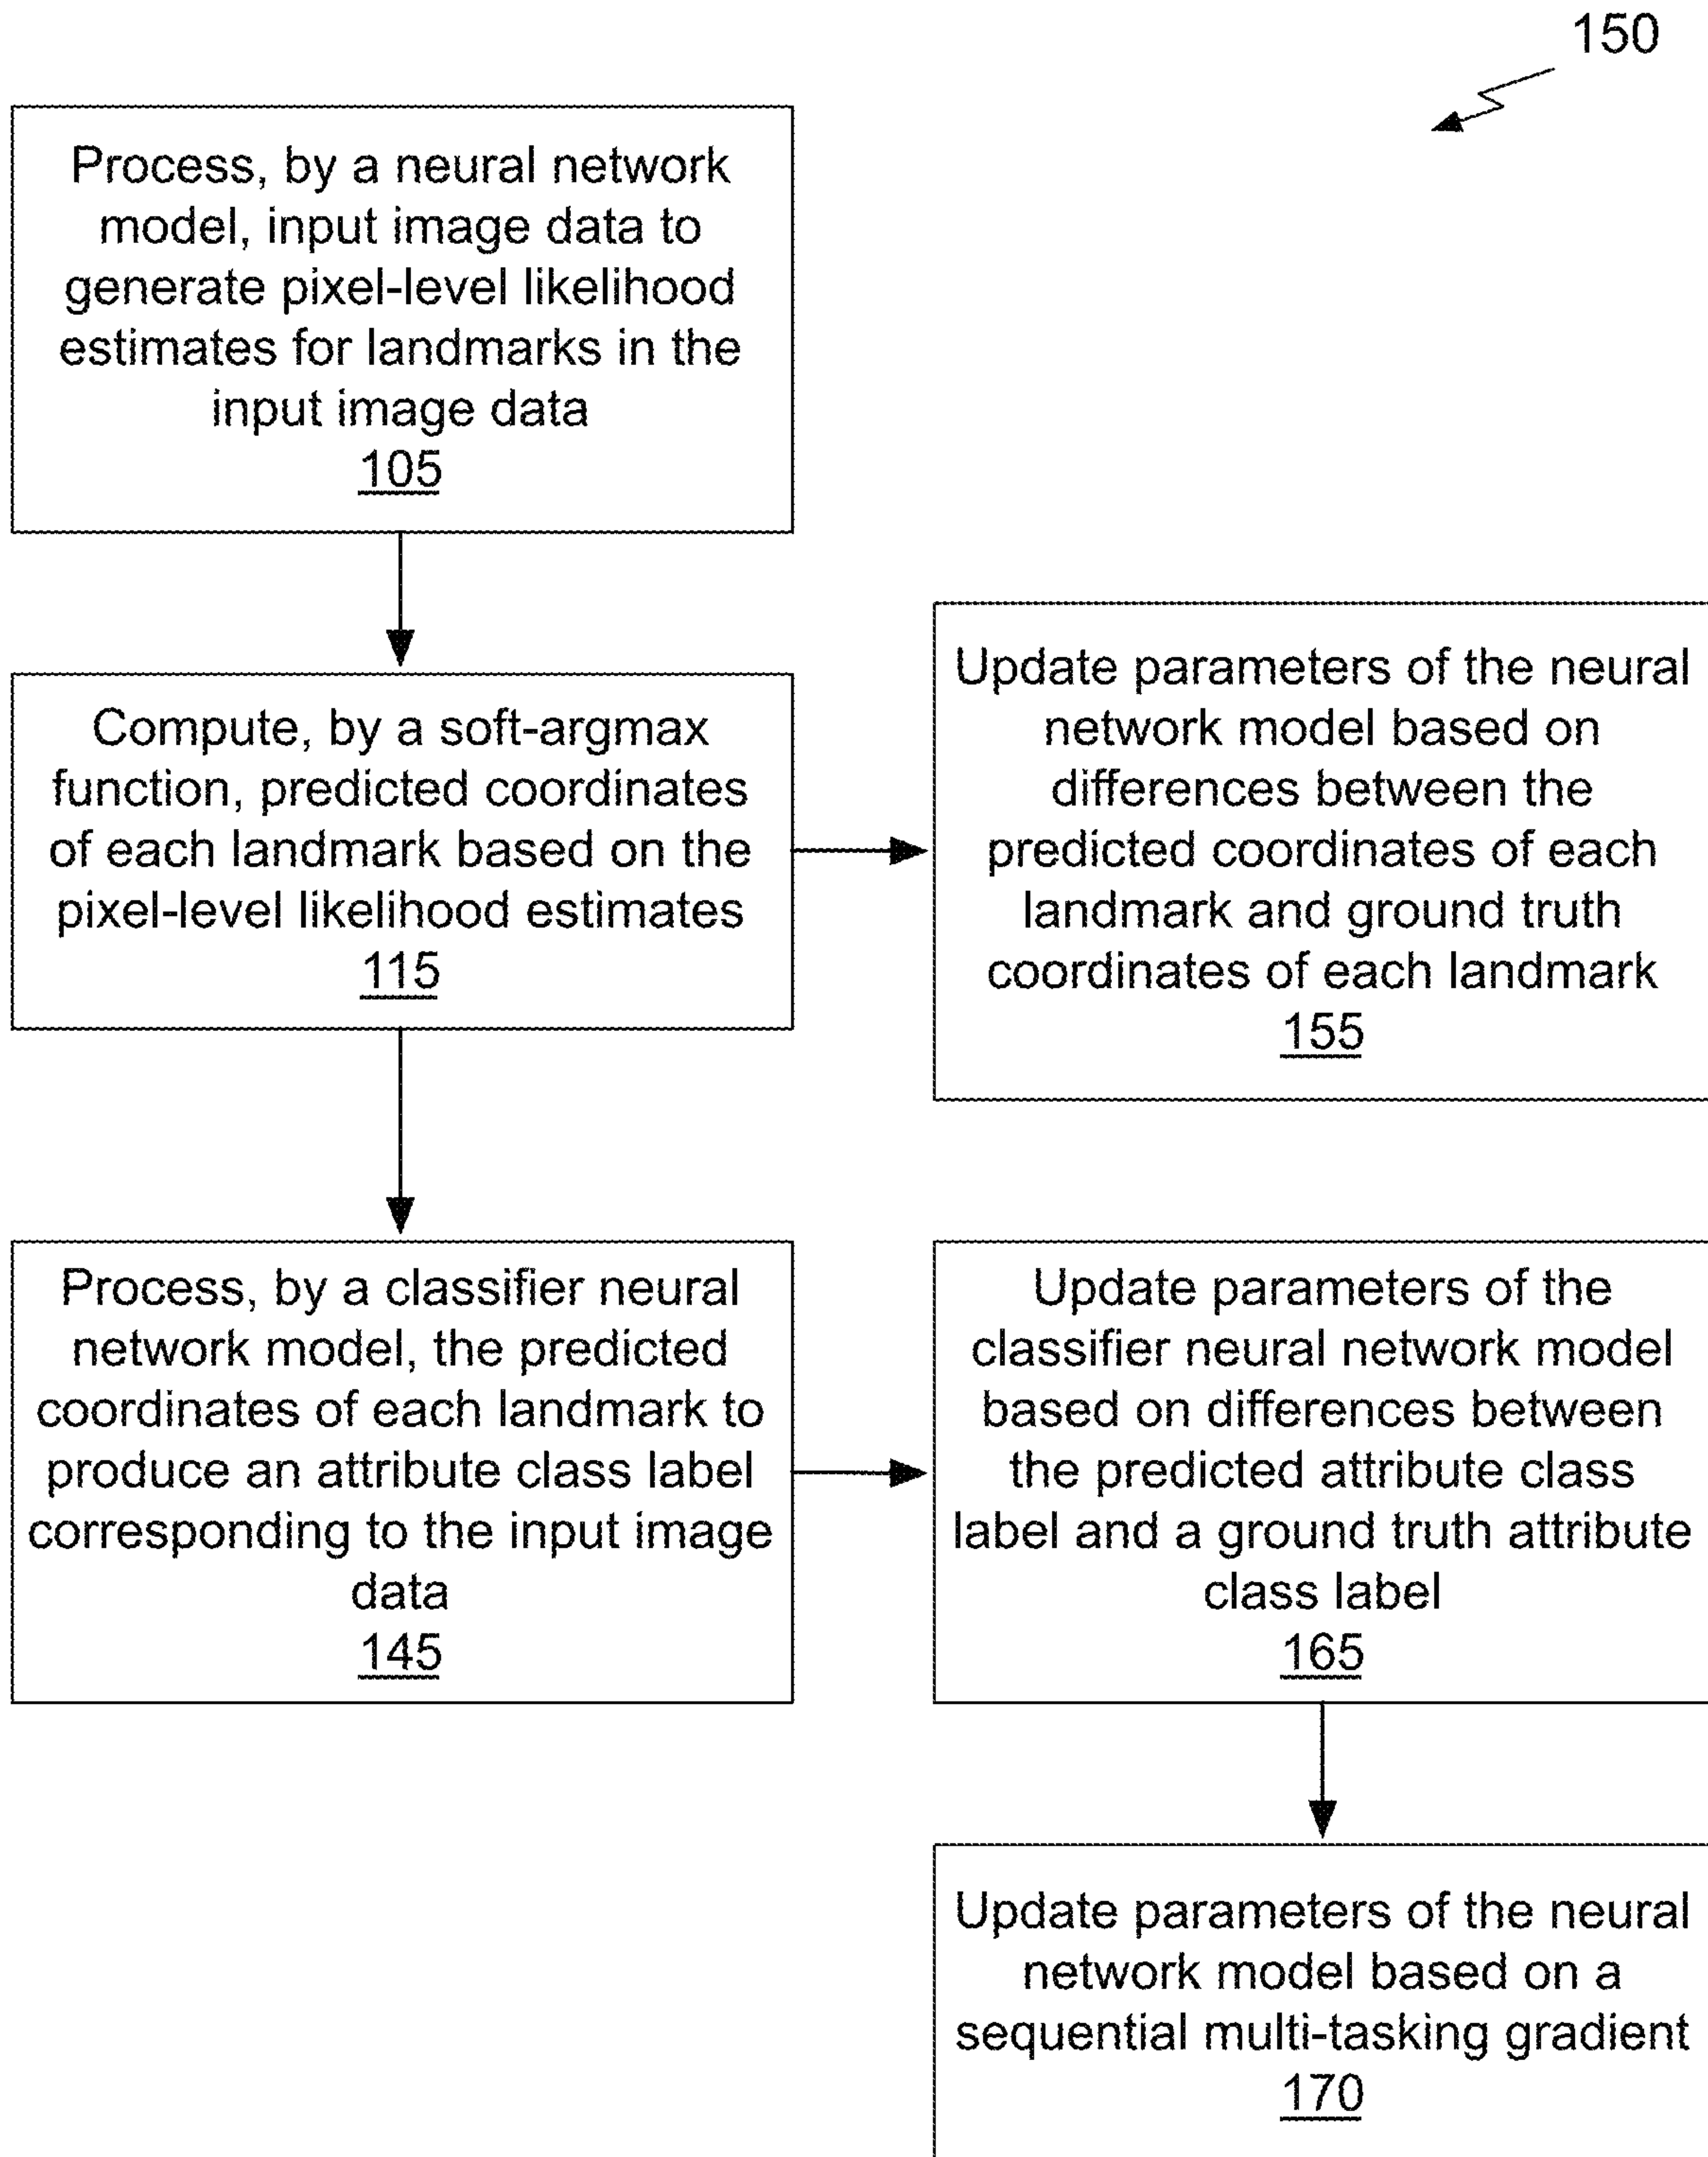 150
Process, by a neural network
model, input image data to
generate pixel-level likelihood
estimates for landmarks in the
input image data
105
Compute, by a soft-argmax
function, predicted coordinates
of each landmark based on the
pixel-level likelihood estimates
115
Update parameters of the neural
network model based on
differences between the
predicted coordinates of each
landmark and ground truth
coordinates of each landmark
155
Process, by a classifier neural
network model, the predicted
coordinates of each landmark to
produce an attribute class label
corresponding to the input image
data
145
Update parameters of the
classifier neural network model
based on differences between
the predicted attribute class
label and a ground truth attribute
class label
165
Update parameters of the neural
network model based on a
sequential multi-tasking gradient
170